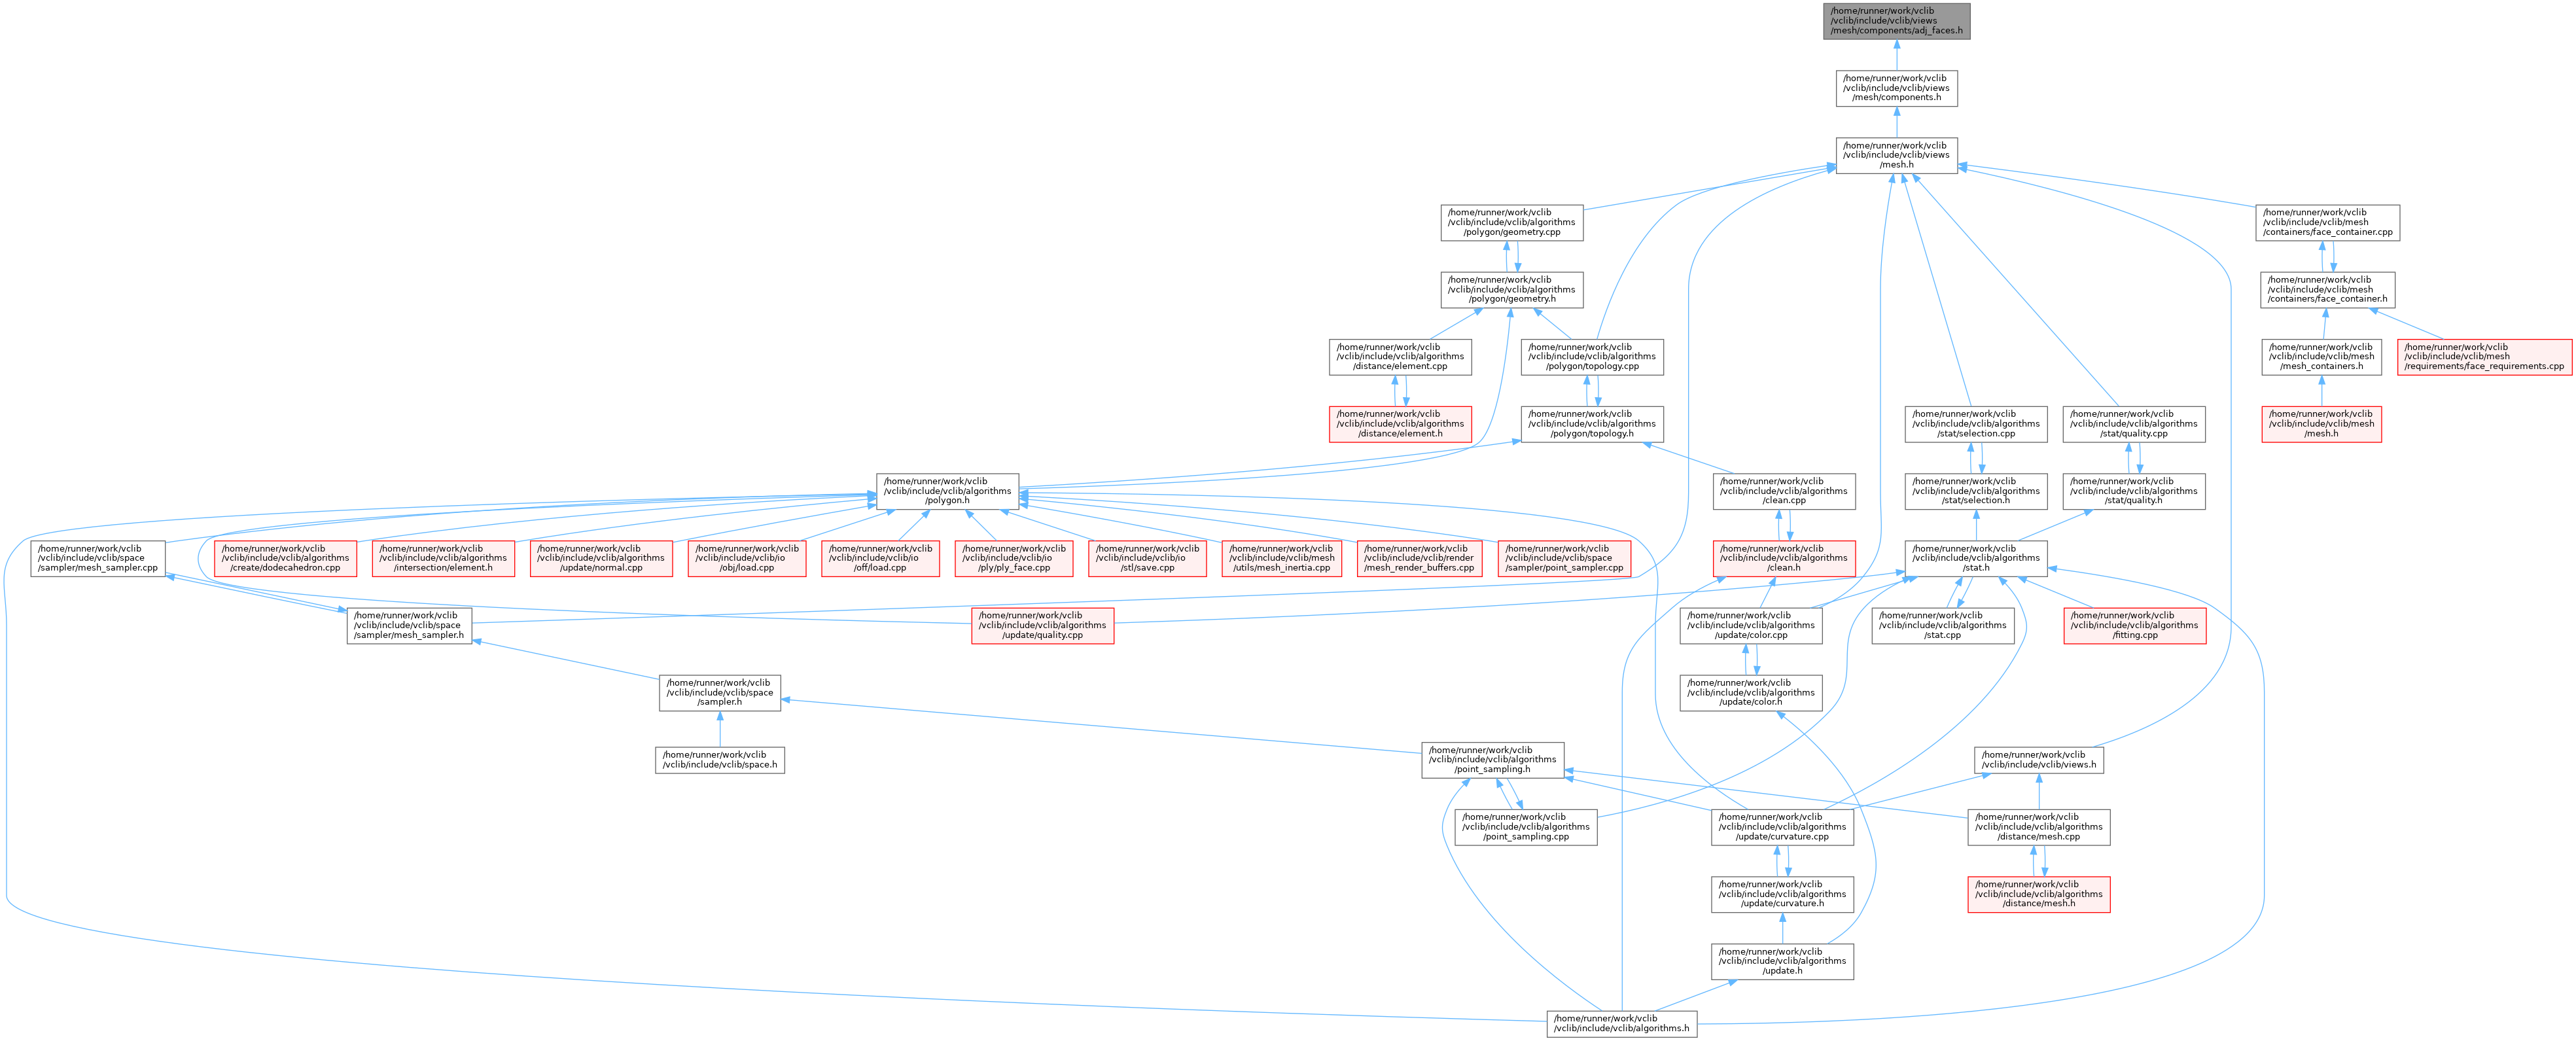 /home/runner/work/vclib
/vclib/include/vclib/views
/mesh/components/adj_faces.h
/home/runner/work/vclib
/vclib/include/vclib/views
/mesh/components.h
/home/runner/work/vclib
/vclib/include/vclib/views
/mesh.h
/home/runner/work/vclib
/vclib/include/vclib/algorithms
/polygon/geometry.cpp
/home/runner/work/vclib
/vclib/include/vclib/mesh
/containers/face_container.cpp
/home/runner/work/vclib
/vclib/include/vclib/algorithms
/polygon/geometry.h
/home/runner/work/vclib
/vclib/include/vclib/mesh
/containers/face_container.h
/home/runner/work/vclib
/vclib/include/vclib/algorithms
/distance/element.cpp
/home/runner/work/vclib
/vclib/include/vclib/algorithms
/polygon/topology.cpp
/home/runner/work/vclib
/vclib/include/vclib/mesh
/mesh_containers.h
/home/runner/work/vclib
/vclib/include/vclib/mesh
/requirements/face_requirements.cpp
/home/runner/work/vclib
/vclib/include/vclib/algorithms
/distance/element.h
/home/runner/work/vclib
/vclib/include/vclib/algorithms
/polygon/topology.h
/home/runner/work/vclib
/vclib/include/vclib/algorithms
/stat/selection.cpp
/home/runner/work/vclib
/vclib/include/vclib/algorithms
/stat/quality.cpp
/home/runner/work/vclib
/vclib/include/vclib/mesh
/mesh.h
/home/runner/work/vclib
/vclib/include/vclib/algorithms
/polygon.h
/home/runner/work/vclib
/vclib/include/vclib/algorithms
/clean.cpp
/home/runner/work/vclib
/vclib/include/vclib/algorithms
/stat/selection.h
/home/runner/work/vclib
/vclib/include/vclib/algorithms
/stat/quality.h
/home/runner/work/vclib
/vclib/include/vclib/space
/sampler/mesh_sampler.cpp
/home/runner/work/vclib
/vclib/include/vclib/algorithms
/create/dodecahedron.cpp
/home/runner/work/vclib
/vclib/include/vclib/algorithms
/intersection/element.h
/home/runner/work/vclib
/vclib/include/vclib/algorithms
/update/normal.cpp
/home/runner/work/vclib
/vclib/include/vclib/io
/obj/load.cpp
/home/runner/work/vclib
/vclib/include/vclib/io
/off/load.cpp
/home/runner/work/vclib
/vclib/include/vclib/io
/ply/ply_face.cpp
/home/runner/work/vclib
/vclib/include/vclib/io
/stl/save.cpp
/home/runner/work/vclib
/vclib/include/vclib/mesh
/utils/mesh_inertia.cpp
/home/runner/work/vclib
/vclib/include/vclib/render
/mesh_render_buffers.cpp
/home/runner/work/vclib
/vclib/include/vclib/space
/sampler/point_sampler.cpp
/home/runner/work/vclib
/vclib/include/vclib/algorithms
/clean.h
/home/runner/work/vclib
/vclib/include/vclib/algorithms
/stat.h
/home/runner/work/vclib
/vclib/include/vclib/space
/sampler/mesh_sampler.h
/home/runner/work/vclib
/vclib/include/vclib/algorithms
/update/quality.cpp
/home/runner/work/vclib
/vclib/include/vclib/algorithms
/update/color.cpp
/home/runner/work/vclib
/vclib/include/vclib/algorithms
/stat.cpp
/home/runner/work/vclib
/vclib/include/vclib/algorithms
/fitting.cpp
/home/runner/work/vclib
/vclib/include/vclib/space
/sampler.h
/home/runner/work/vclib
/vclib/include/vclib/algorithms
/update/color.h
/home/runner/work/vclib
/vclib/include/vclib/space.h
/home/runner/work/vclib
/vclib/include/vclib/algorithms
/point_sampling.h
/home/runner/work/vclib
/vclib/include/vclib/views.h
/home/runner/work/vclib
/vclib/include/vclib/algorithms
/point_sampling.cpp
/home/runner/work/vclib
/vclib/include/vclib/algorithms
/update/curvature.cpp
/home/runner/work/vclib
/vclib/include/vclib/algorithms
/distance/mesh.cpp
/home/runner/work/vclib
/vclib/include/vclib/algorithms
/update/curvature.h
/home/runner/work/vclib
/vclib/include/vclib/algorithms
/distance/mesh.h
/home/runner/work/vclib
/vclib/include/vclib/algorithms
/update.h
/home/runner/work/vclib
/vclib/include/vclib/algorithms.h